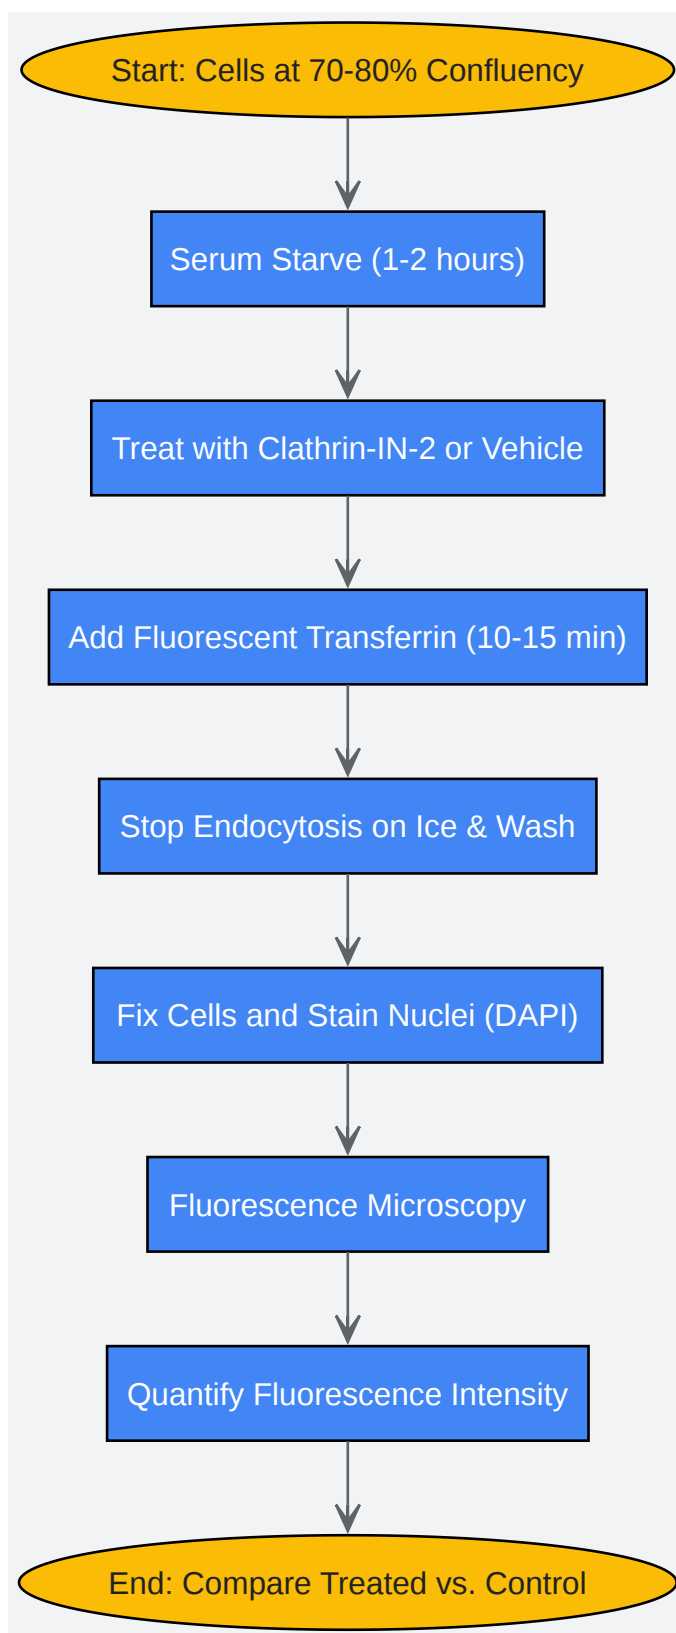 Start: Cells at 70-80% Confluency
Serum Starve (1-2 hours)
Treat with Clathrin-IN-2 or Vehicle
Add Fluorescent Transferrin (10-15 min)
Stop Endocytosis on Ice & Wash
Fix Cells and Stain Nuclei (DAPI)
Fluorescence Microscopy
Quantify Fluorescence Intensity
End: Compare Treated vs. Control